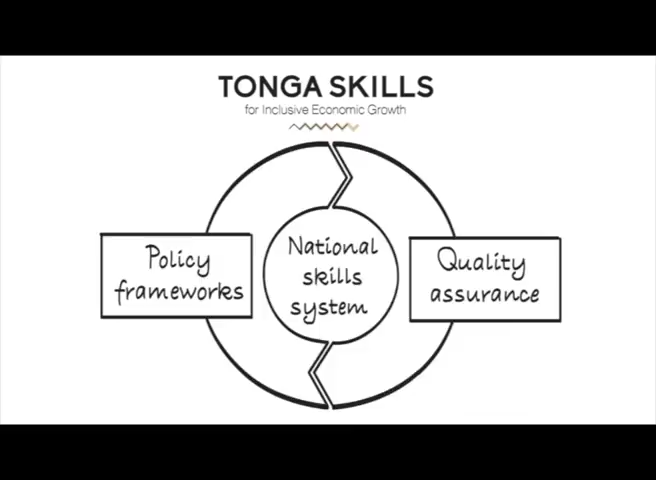 TONGA SKILLS
for Inclusive Economic Growth
Policy
frameworks
National
skills
system
Quality
assurance